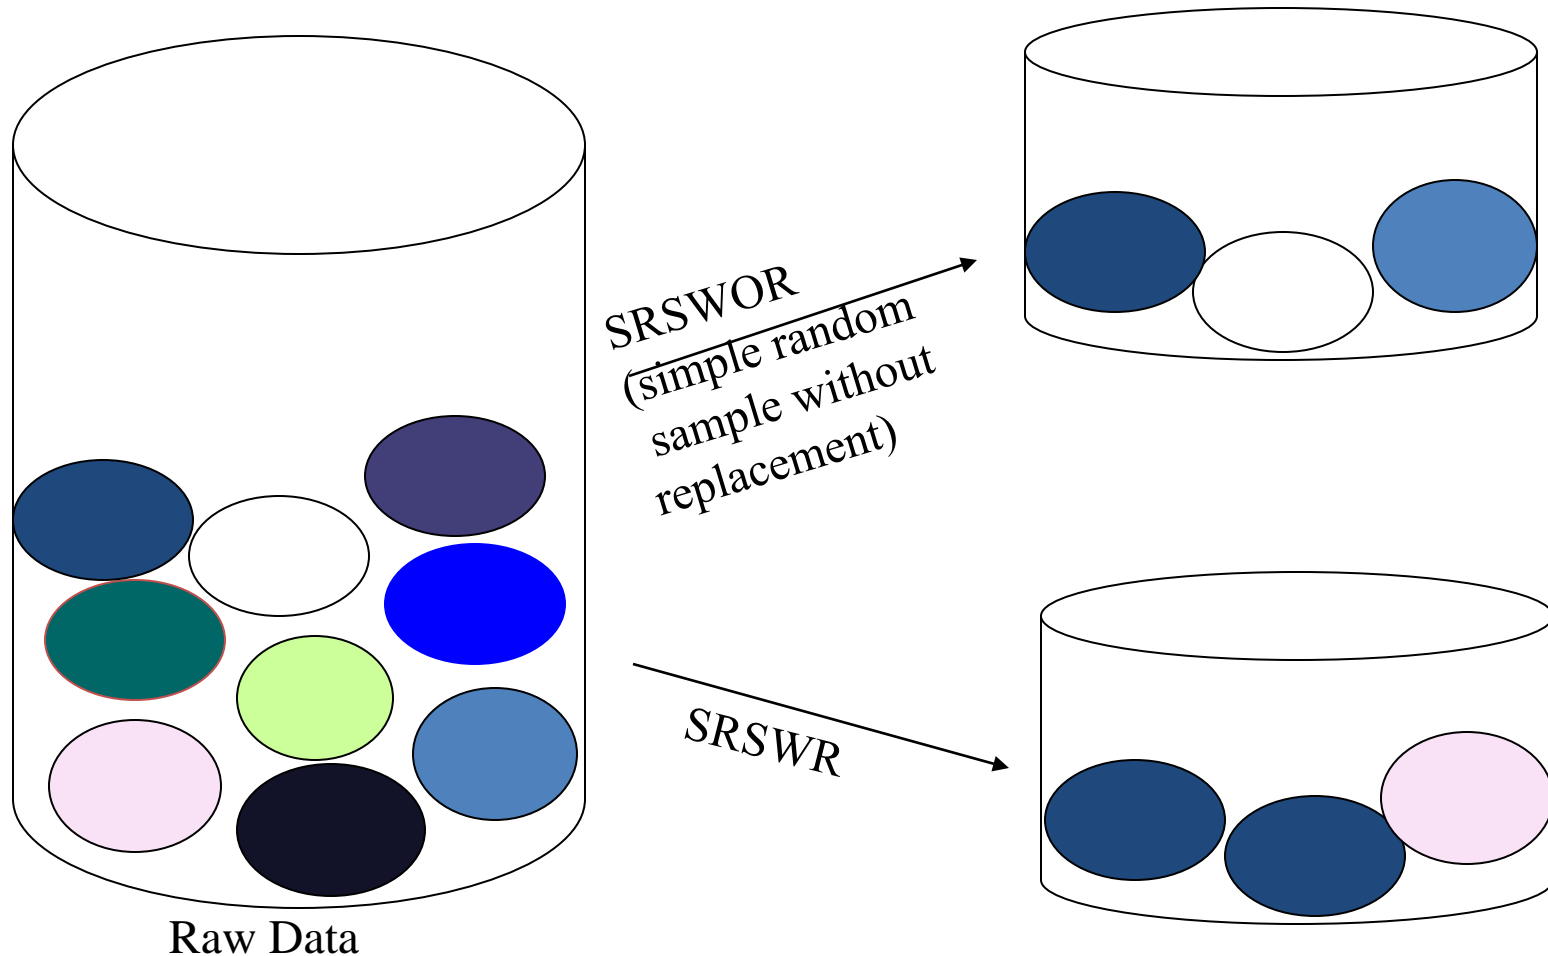 SRSWOR
(simple random
sample without
replacement)
SRSWR
Raw Data